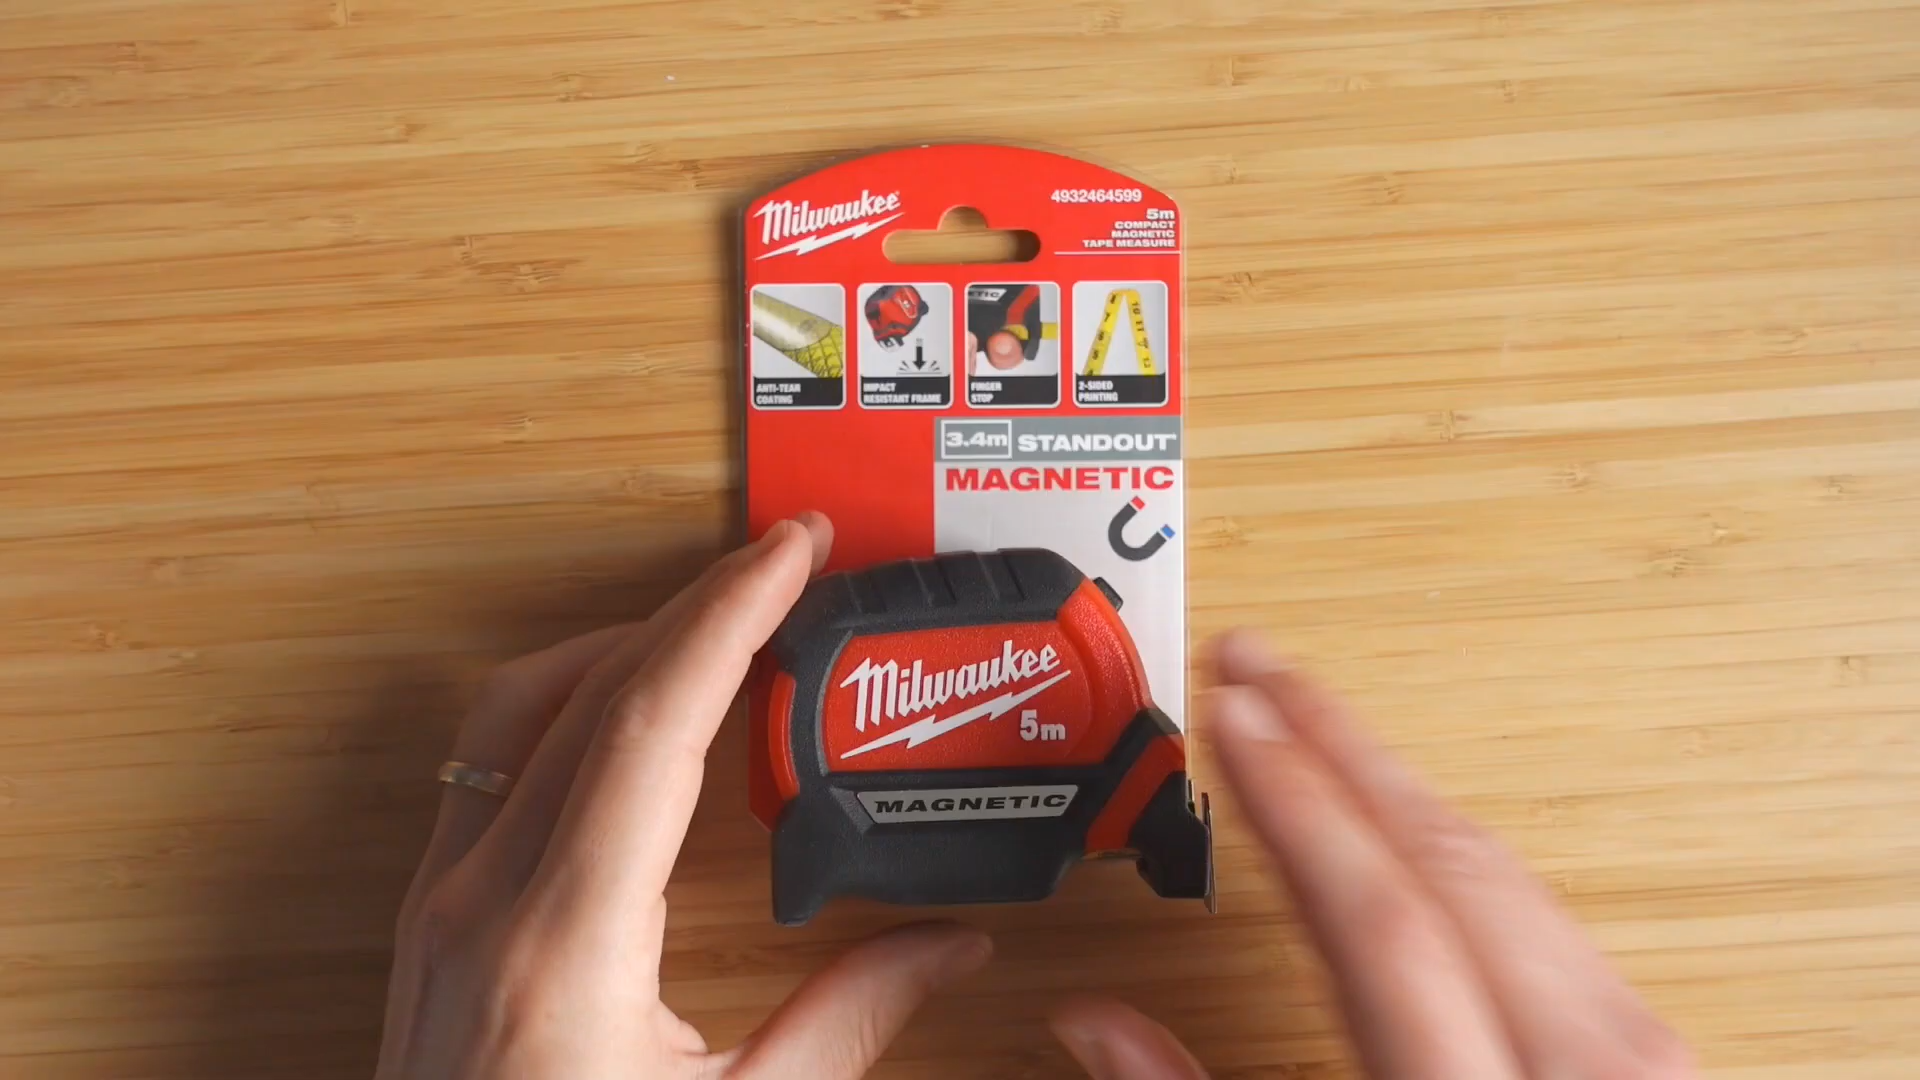 Milwaukee
4932464599
5m
COMPACT
MAGNETIC
TAPE MEASURE
ETIC
ANTI-TEAR
COATING
IMPACT
RESISTANT FRAME
FINGER
STOP
2-SIDED
PRINTING
3.4m STANDOUT*
MAGNETIC
Milwaukee
5m
MAGNETIC